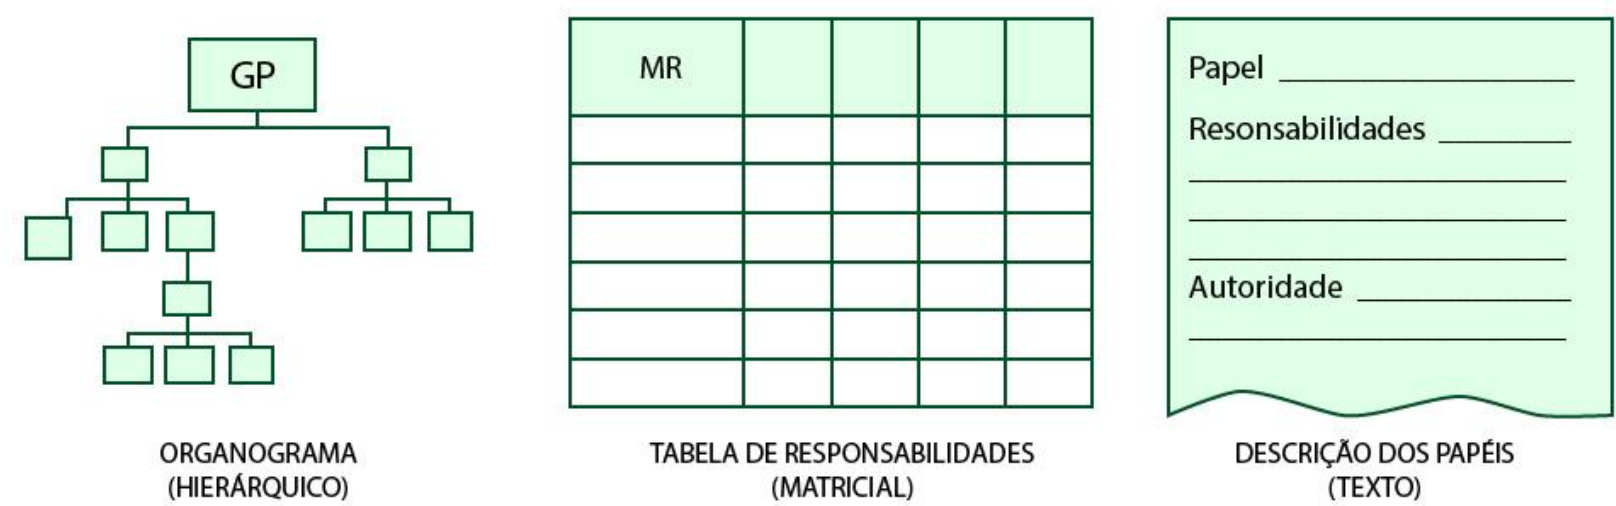 GP
ORGANOGRAMA
(HIERÁRQUICO)
MR
TABELA DE RESPONSABILIDADES
(MATRICIAL)
Papel
Resonsabilidades
Autoridade
DESCRIÇÃO DOS PAPÉIS
(TEXTO)